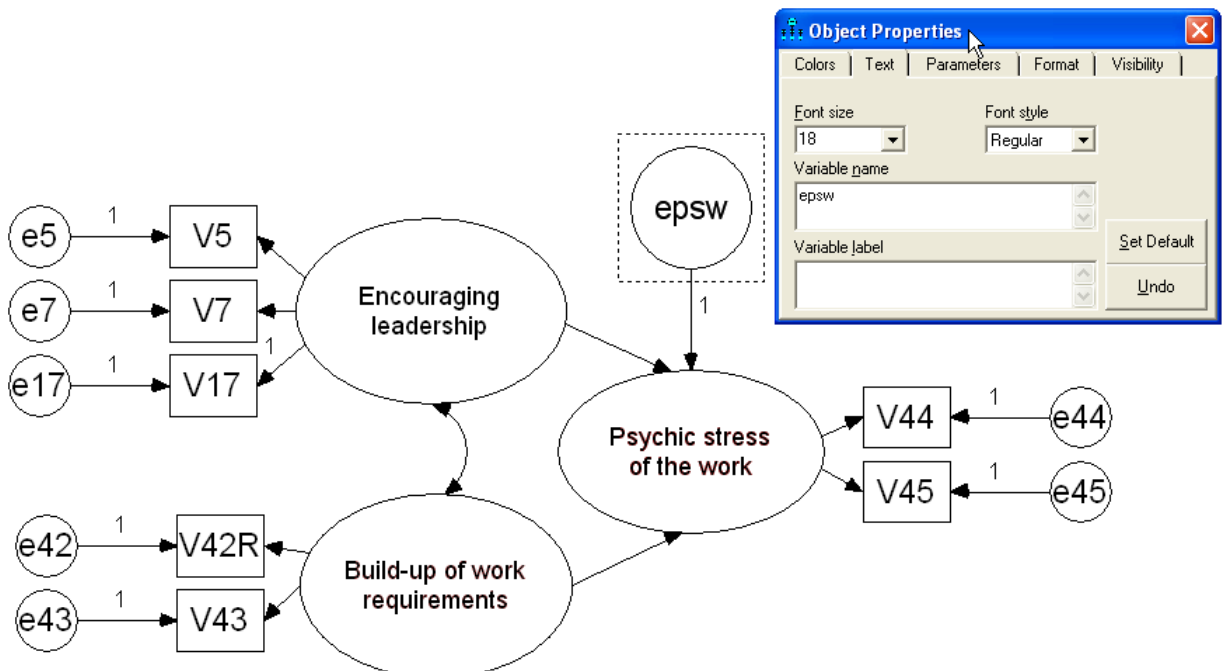 Object Properties
Colors Text Parameters Format Visibility
Font size Font style
18 Regular
Variable name
epsw
Variable label
Set Default
Undo
epsw
1
e5 1 V5
e7 1 V7
e17 1 V17
1
Encouraging
leadership
Psychic stress
of the work
V44 1 e44
V45 1 e45
e42 1 V42R
e43 1 V43
Build-up of work
requirements